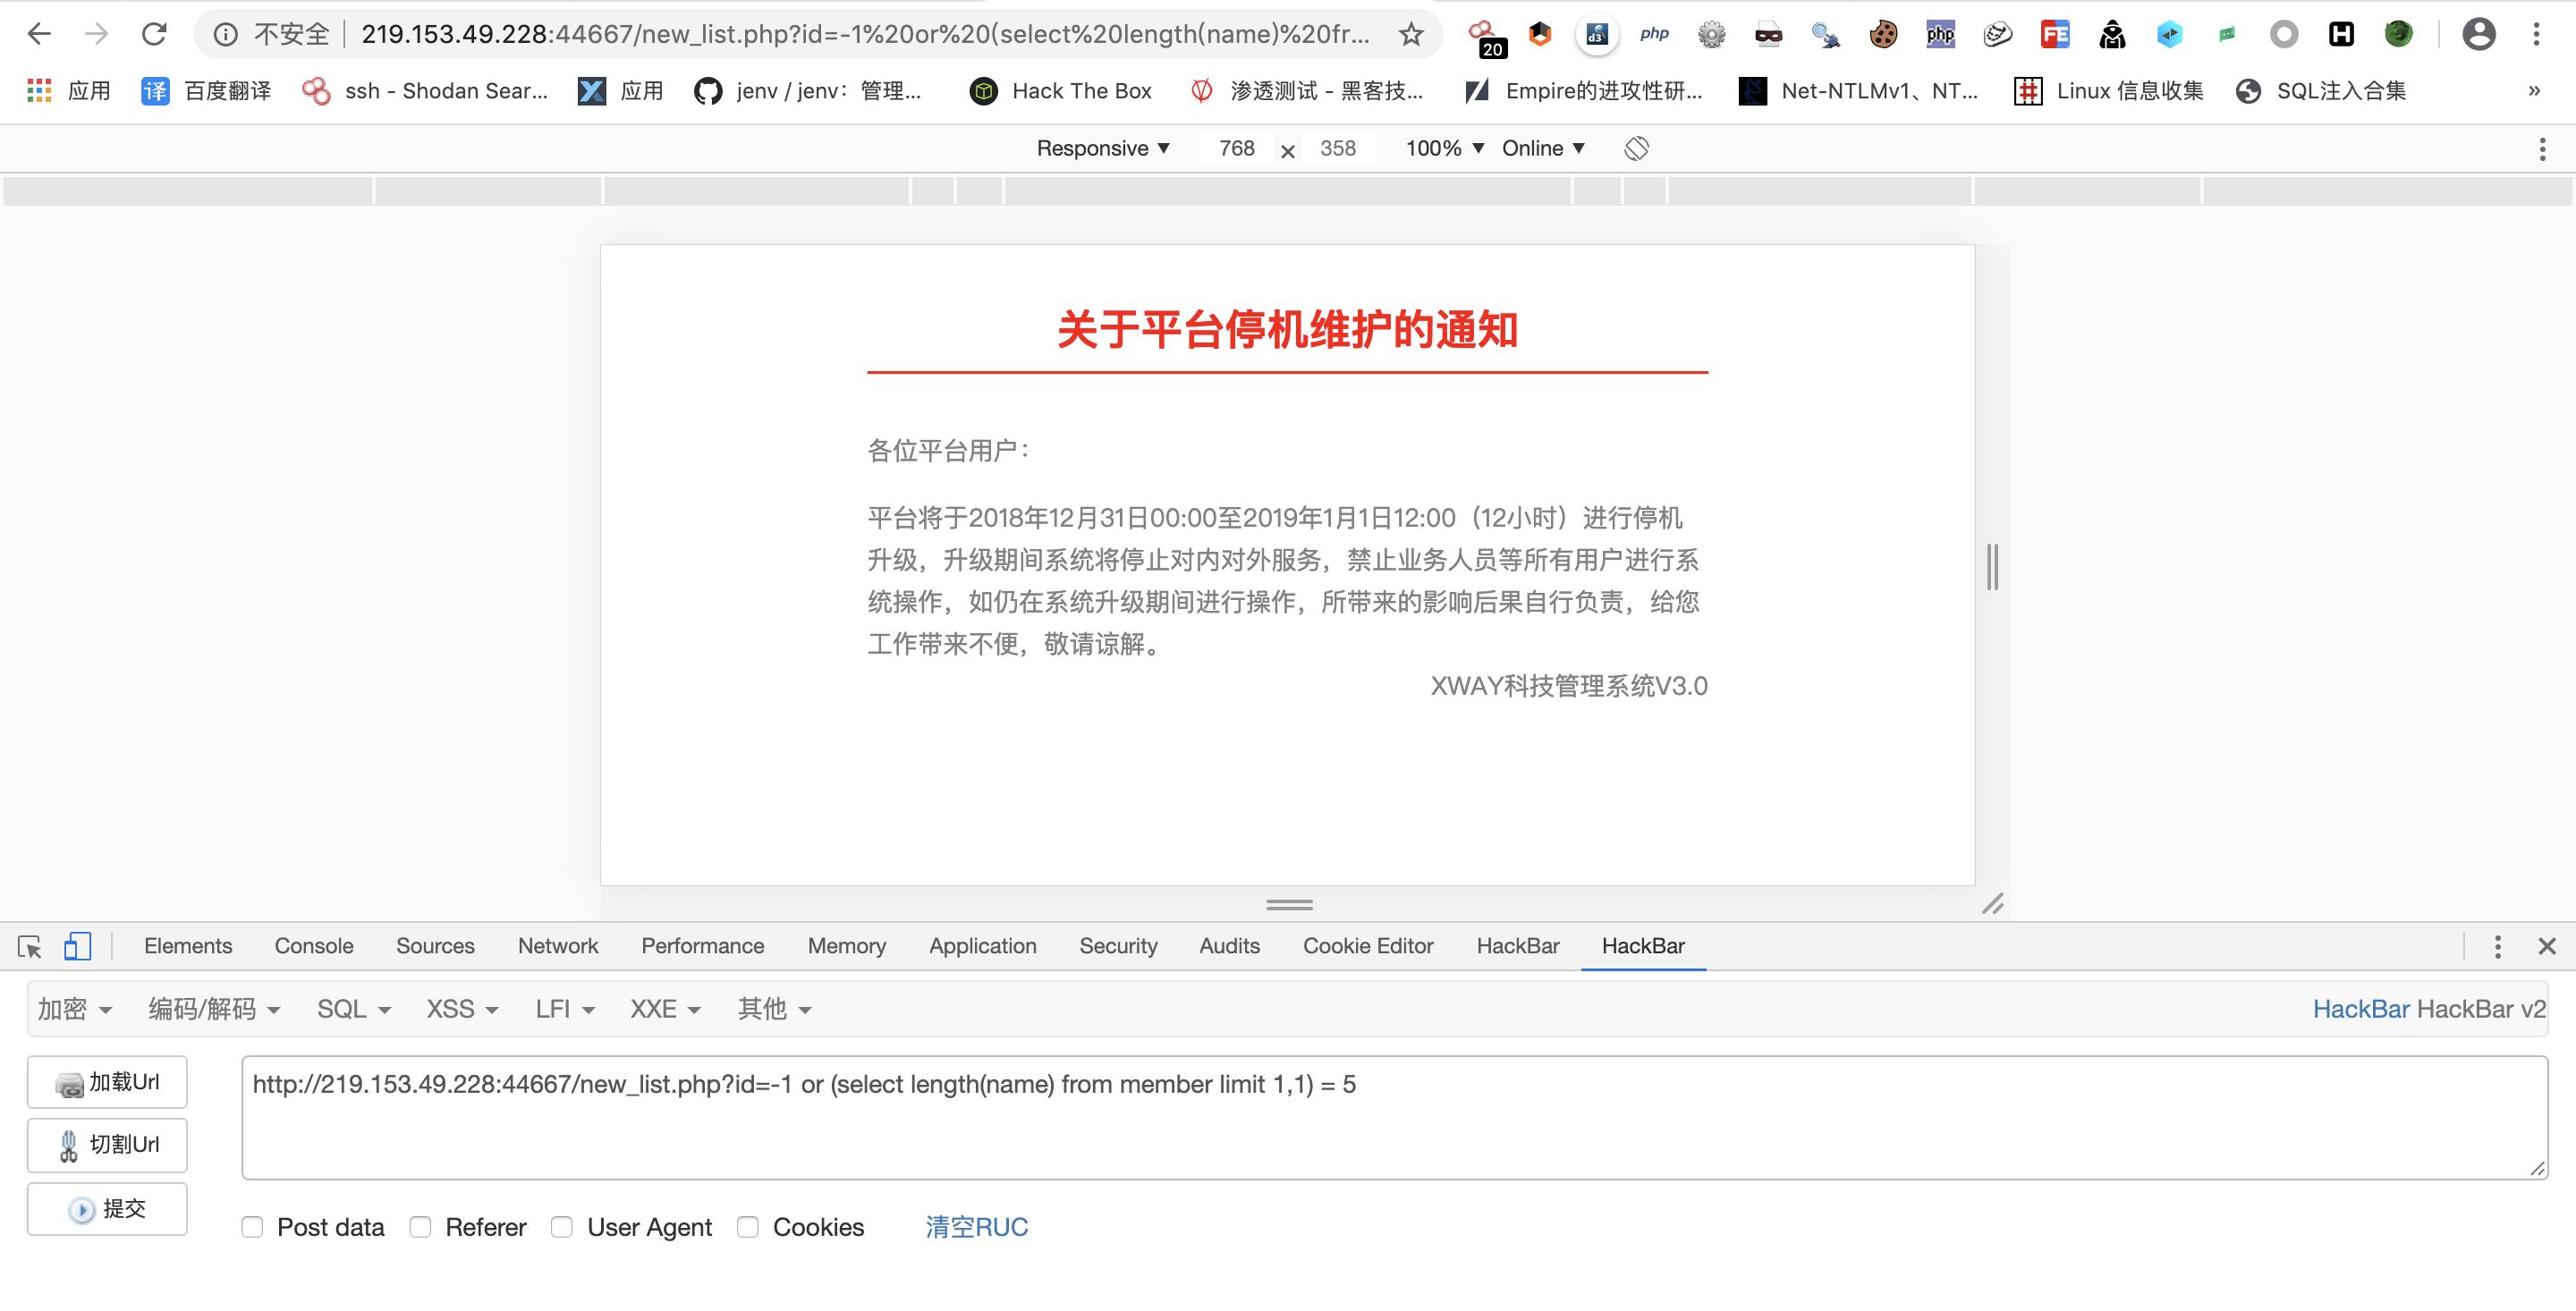 不安全 219.153.49.228:44667/new_list.php?id=-1%20or%20(select%20length(name)%20fr...
20
d3
php
php
FE
H
应用 译 百度翻译 ssh - Shodan Sear... 应用 jenv / jenv：管理... Hack The Box 渗透测试 - 黑客技... Empire的进攻性研... Net-NTLMv1、NT... Linux 信息收集 SQL注入合集 »
Responsive ▼ 768 × 358 100% ▼ Online ▼
关于平台停机维护的通知
各位平台用户：
平台将于2018年12月31日00:00至2019年1月1日12:00（12小时）进行停机
升级，升级期间系统将停止对内对外服务，禁止业务人员等所有用户进行系
统操作，如仍在系统升级期间进行操作，所带来的影响后果自行负责，给您
工作带来不便，敬请谅解。
XWAY科技管理系统V3.0
Elements Console Sources Network Performance Memory Application Security Audits Cookie Editor HackBar HackBar
加密 编码/解码 SQL XSS LFI XXE 其他 HackBar HackBar v2
加载Url
http://219.153.49.228:44667/new_list.php?id=-1 or (select length(name) from member limit 1,1) = 5
切割Url
提交
Post data Referer User Agent Cookies 清空RUC